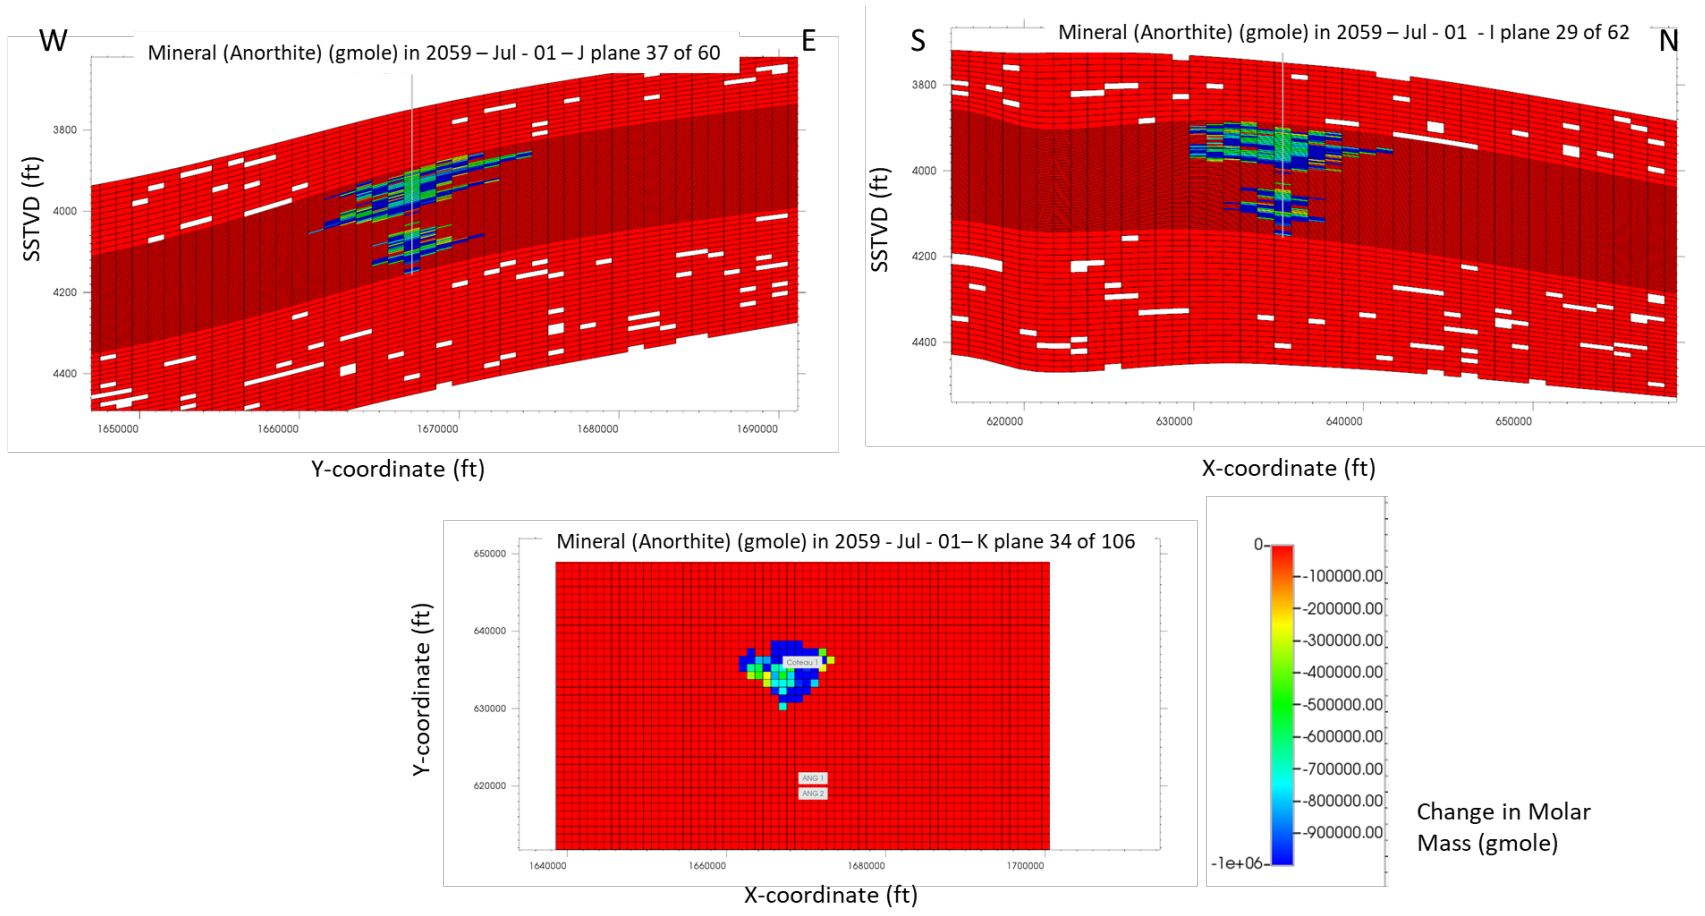 W
Mineral (Anorthite) (gmole) in 2059 – Jul - 01 – J plane 37 of 60
E
SSTVD (ft)
3800
4000
4200
4400
1650000 1660000 1670000 1680000 1690000
Y-coordinate (ft)
S
Mineral (Anorthite) (gmole) in 2059 – Jul - 01 - I plane 29 of 62
N
SSTVD (ft)
3800
4000
4200
4400
620000 630000 640000 650000
X-coordinate (ft)
Mineral (Anorthite) (gmole) in 2059 - Jul - 01– K plane 34 of 106
Y-coordinate (ft)
650000
640000
630000
620000
Coteau 1
ANG 1
ANG 2
1640000 1660000 1680000 1700000
X-coordinate (ft)
0
-100000.00
-200000.00
-300000.00
-400000.00
-500000.00
-600000.00
-700000.00
-800000.00
-900000.00
-1e+06
Change in Molar
Mass (gmole)